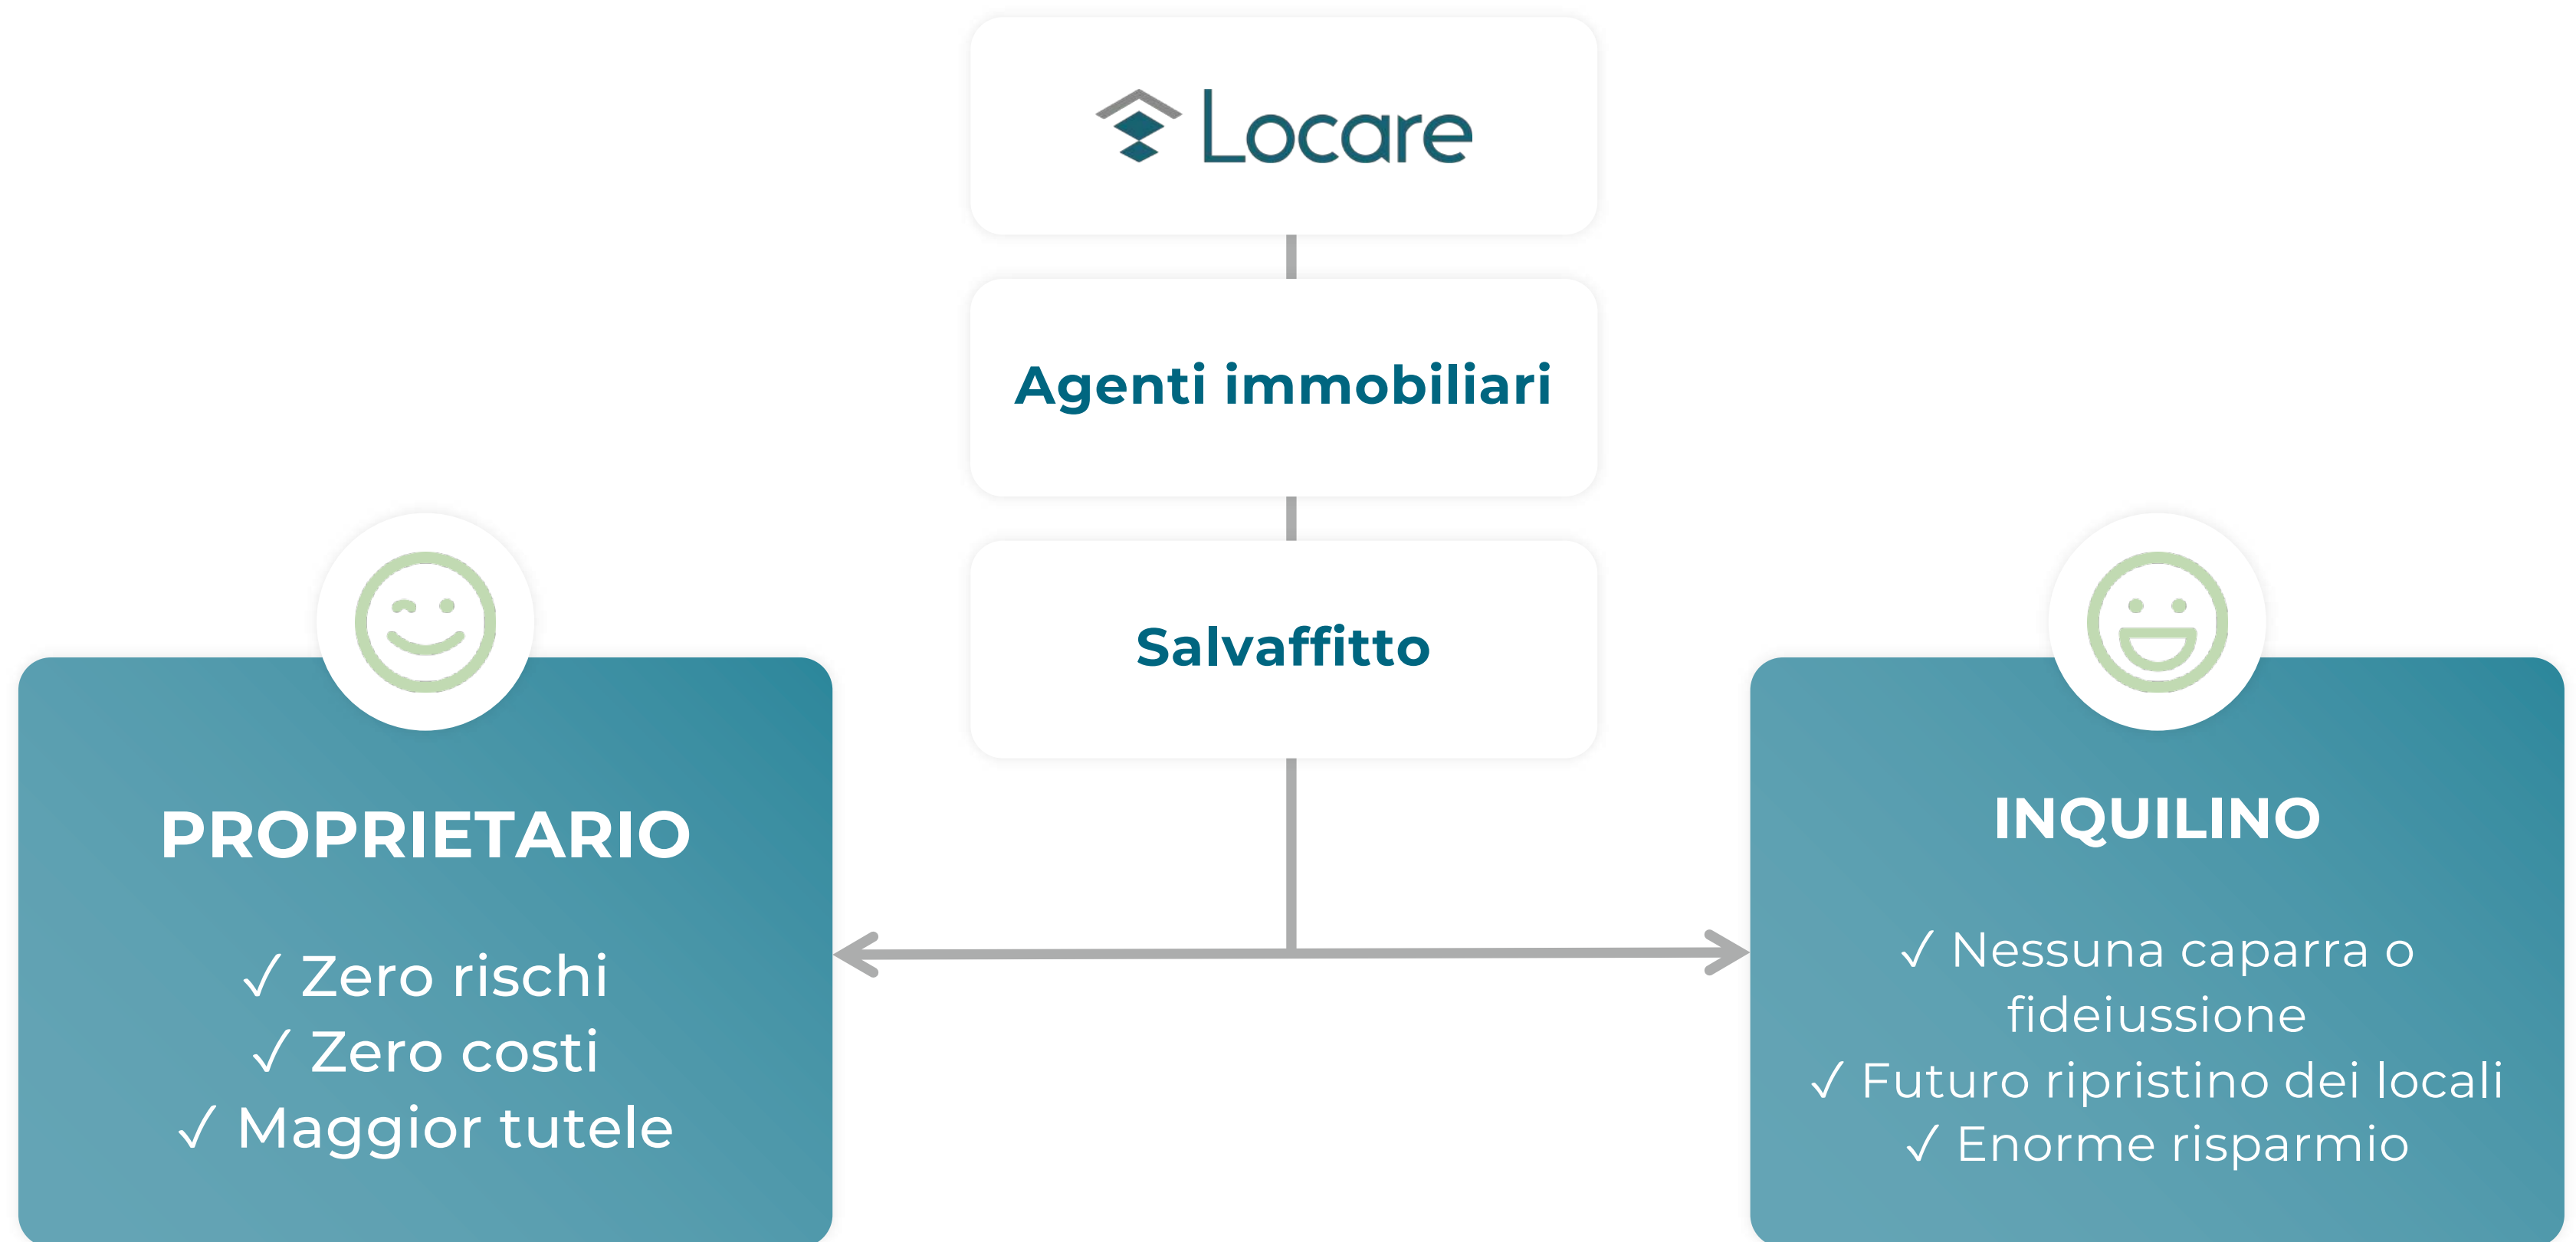 Locare
Agenti immobiliari
Salvaffitto
PROPRIETARIO
✓ Zero rischi
✓ Zero costi
✓ Maggior tutele
INQUILINO
✓ Nessuna caparra o
fideiussione
✓ Futuro ripristino dei locali
✓ Enorme risparmio